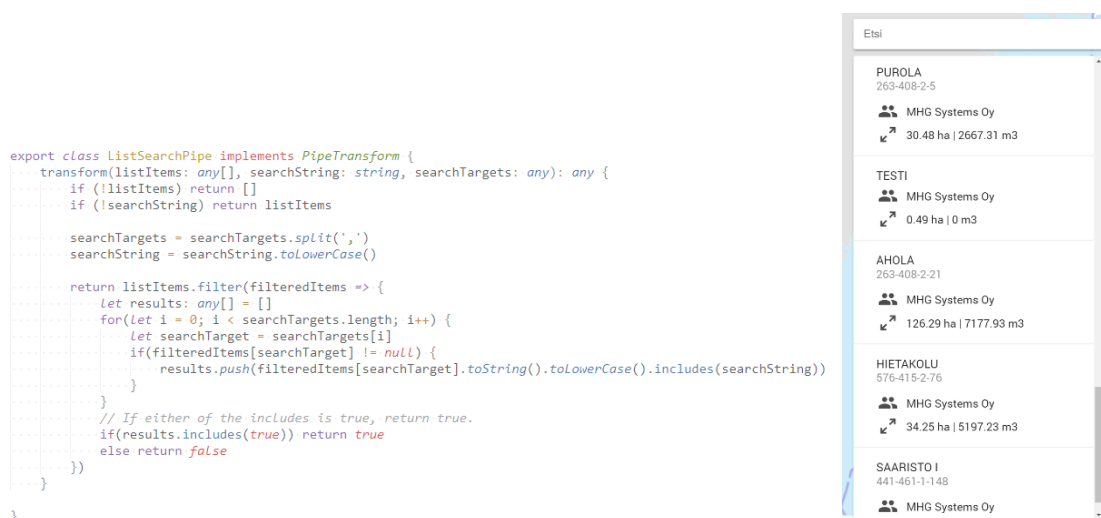 export class ListSearchPipe implements PipeTransform {
transform(listItems: any[], searchString: string, searchTargets: any): any {
if (!listItems) return []
if (!searchString) return listItems
searchTargets = searchTargets.split(',')
searchString = searchString.toLowerCase()
return listItems.filter(filteredItems => {
let results: any[] = []
for(let i = 0; i < searchTargets.length; i++) {
let searchTarget = searchTargets[i]
if(filteredItems[searchTarget] != null) {
results.push(filteredItems[searchTarget].toString().toLowerCase().includes(searchString))
}
}
// If either of the includes is true, return true.
if(results.includes(true)) return true
else return false
})
}
}
Etsi
PUROLA
263-408-2-5
MHG Systems Oy
30.48 ha | 2667.31 m3
TESTI
MHG Systems Oy
0.49 ha | 0 m3
AHOLA
263-408-2-21
MHG Systems Oy
126.29 ha | 7177.93 m3
HIETAKOLU
576-415-2-76
MHG Systems Oy
34.25 ha | 5197.23 m3
SAARISTO I
441-461-1-148
MHG Systems Oy